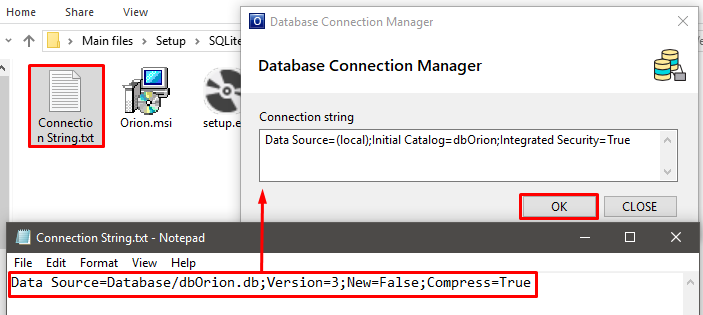 Home
Share
View
Main files
Setup
SQLite
Connectio
n String.txt
Orion.msi
setup.e
Database Connection Manager
Database Connection Manager
Connection string
Data Source=(local);Initial Catalog=dbOrion;Integrated Security=True
OK
CLOSE
Connection String.txt - Notepad
File Edit Format View Help
Data Source=Database/dbOrion.db;Version=3;New=False;Compress=True